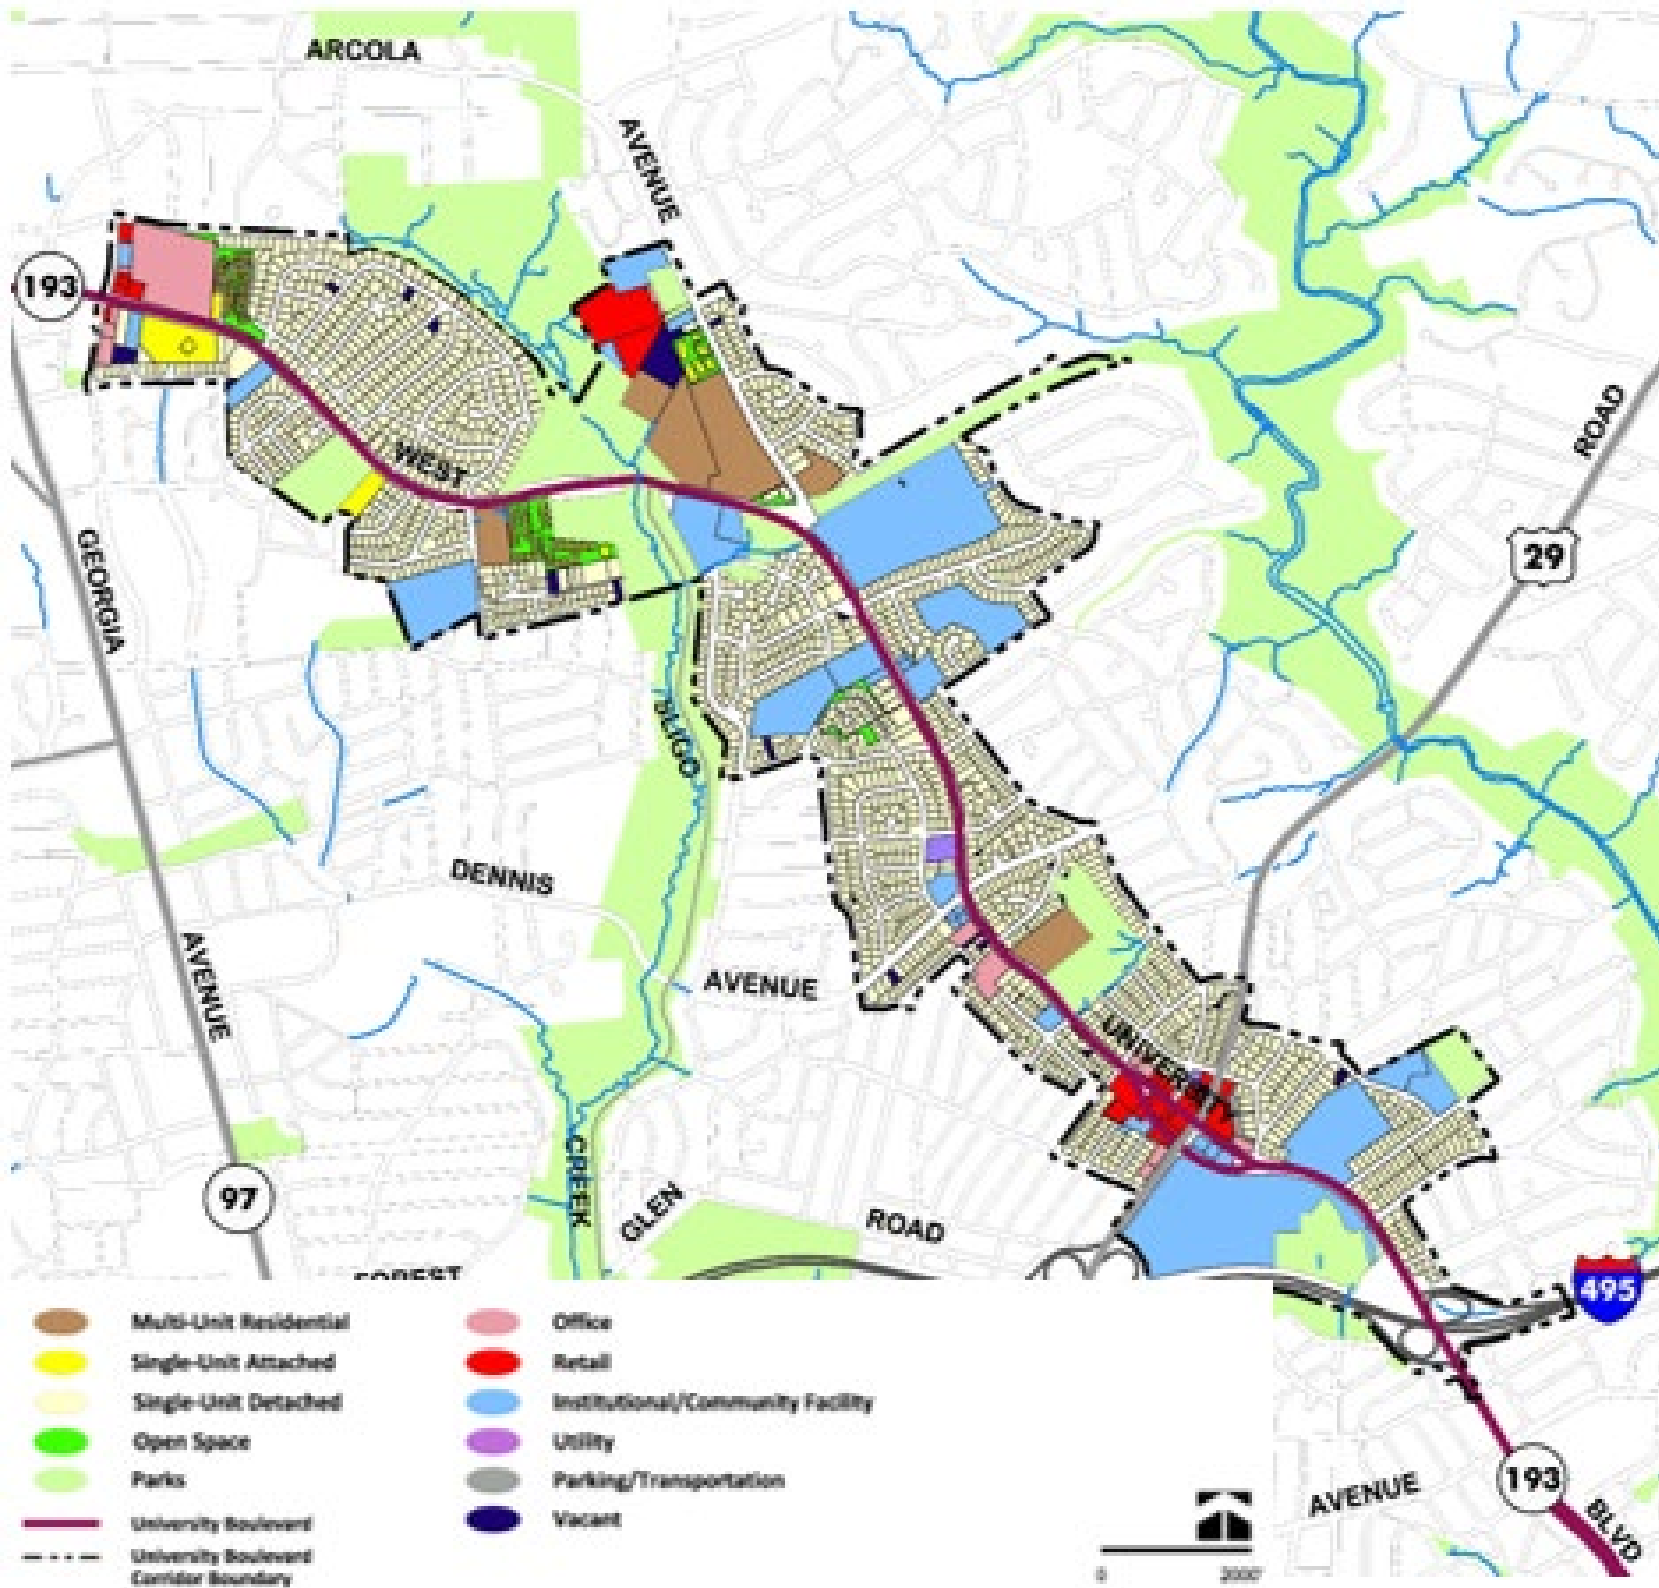 ARCOLA
AVENUE
193
WEST
ROAD
29
GEORGIA
SLIGO
DENNIS
AVENUE
AVENUE
UNIVERSITY
CREEK
97
GLEN
ROAD
FOREST
495
Multi-Unit Residential
Single-Unit Attached
Single-Unit Detached
Open Space
Parks
University Boulevard
University Boulevard
Corridor Boundary
Office
Retail
Institutional/Community Facility
Utility
Parking/Transportation
Vacant
0 2000'
193
AVENUE
BLVD